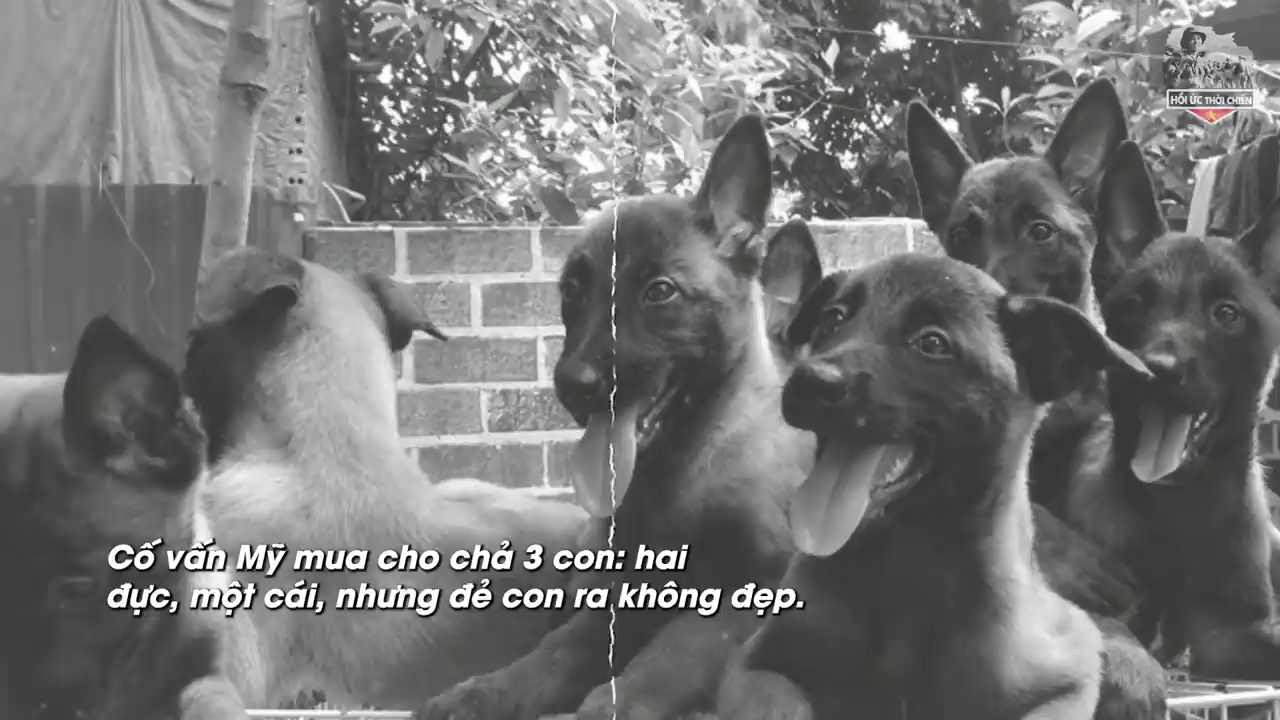 HỒI ỨC THỜI CHIẾN
Cố vấn Mỹ mua cho chả 3 con: hai
đực, một cái, nhưng đẻ con ra không đẹp.